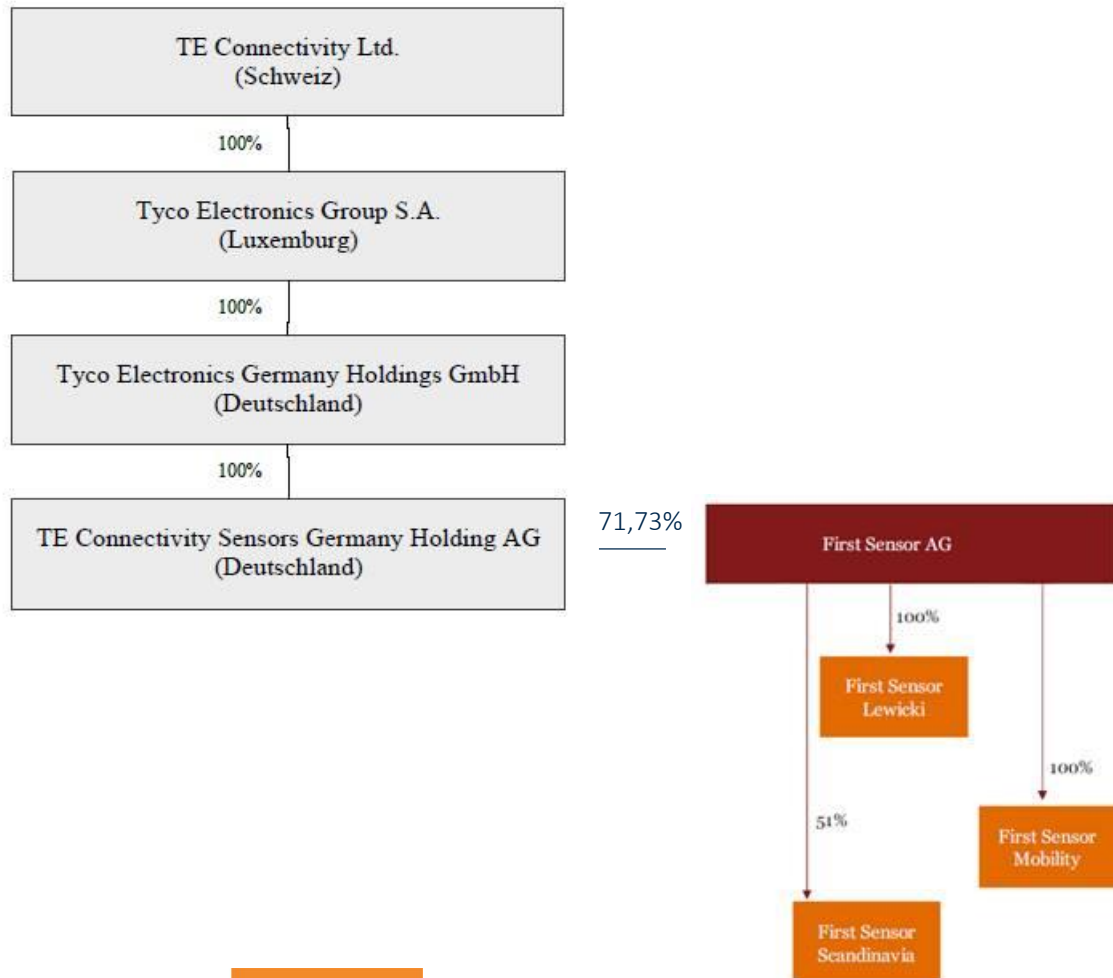 TE Connectivity Ltd.
(Schweiz)
100%
Tyco Electronics Group S.A.
(Luxemburg)
100%
Tyco Electronics Germany Holdings GmbH
(Deutschland)
100%
TE Connectivity Sensors Germany Holding AG
(Deutschland)
71,73%
First Sensor AG
100%
First Sensor
Lewicki
100%
First Sensor
Mobility
51%
First Sensor
Scandinavia